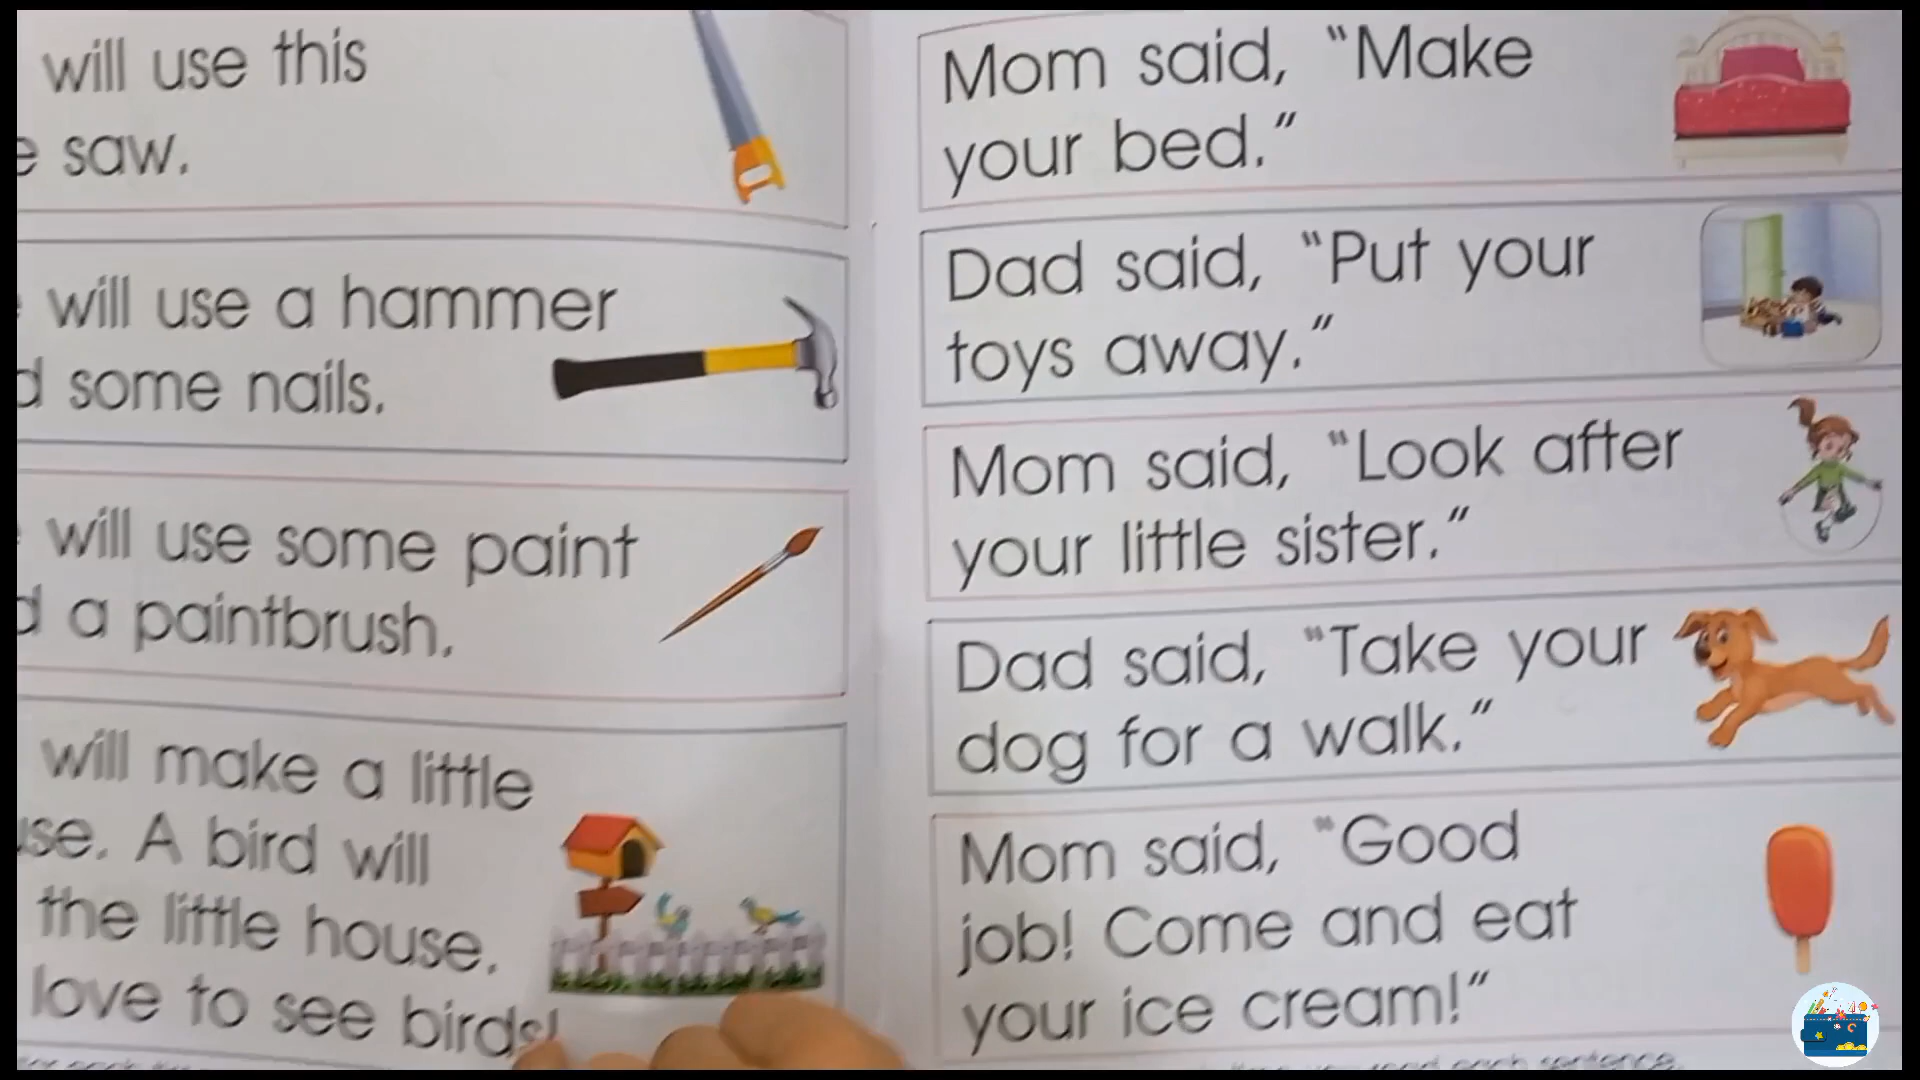 will use this
saw.
will use a hammer
some nails.
will use some paint
a paintbrush.
will make a little
A bird will
the little house.
love to see birds!
Mom said, "Make
your bed."
Dad said, "Put your
toys away."
Mom said, "Look after
your little sister."
Dad said, "Take your
dog for a walk."
Mom said, "Good
job! Come and eat
your ice cream!"
each sentence.